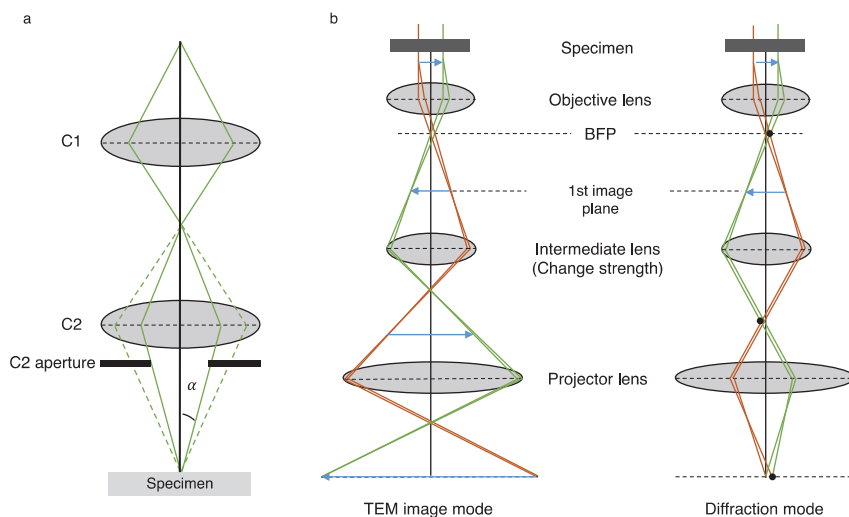 a
C1
C2
C2 aperture
α
Specimen
b
Specimen
Objective lens
BFP
1st image
plane
Intermediate lens
(Change strength)
Projector lens
TEM image mode
Diffraction mode